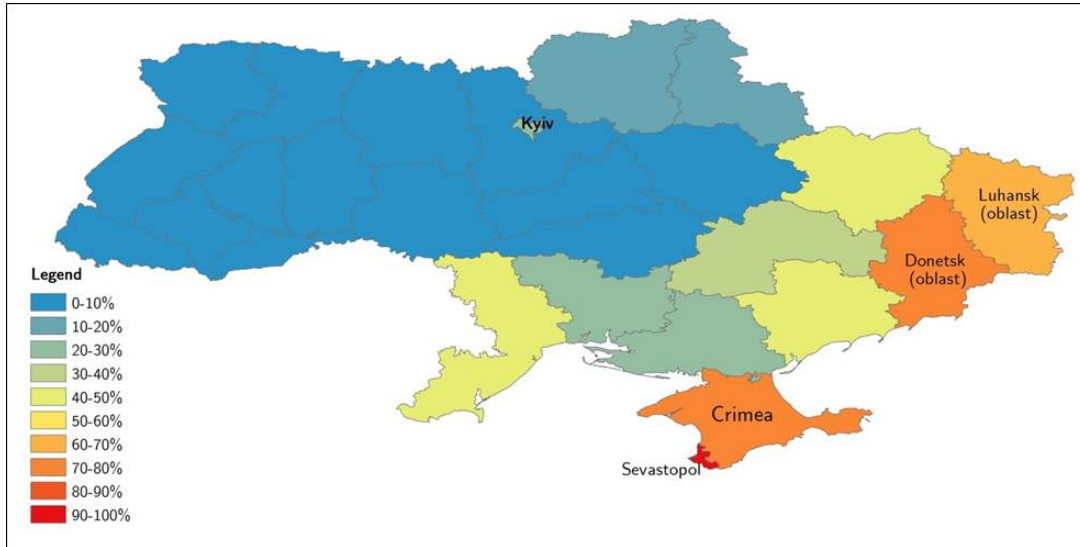 Kyiv
Luhansk
(oblast)
Donetsk
(oblast)
Legend
0-10%
10-20%
20-30%
30-40%
40-50%
50-60%
60-70%
70-80%
80-90%
90-100%
Crimea
Sevastopol